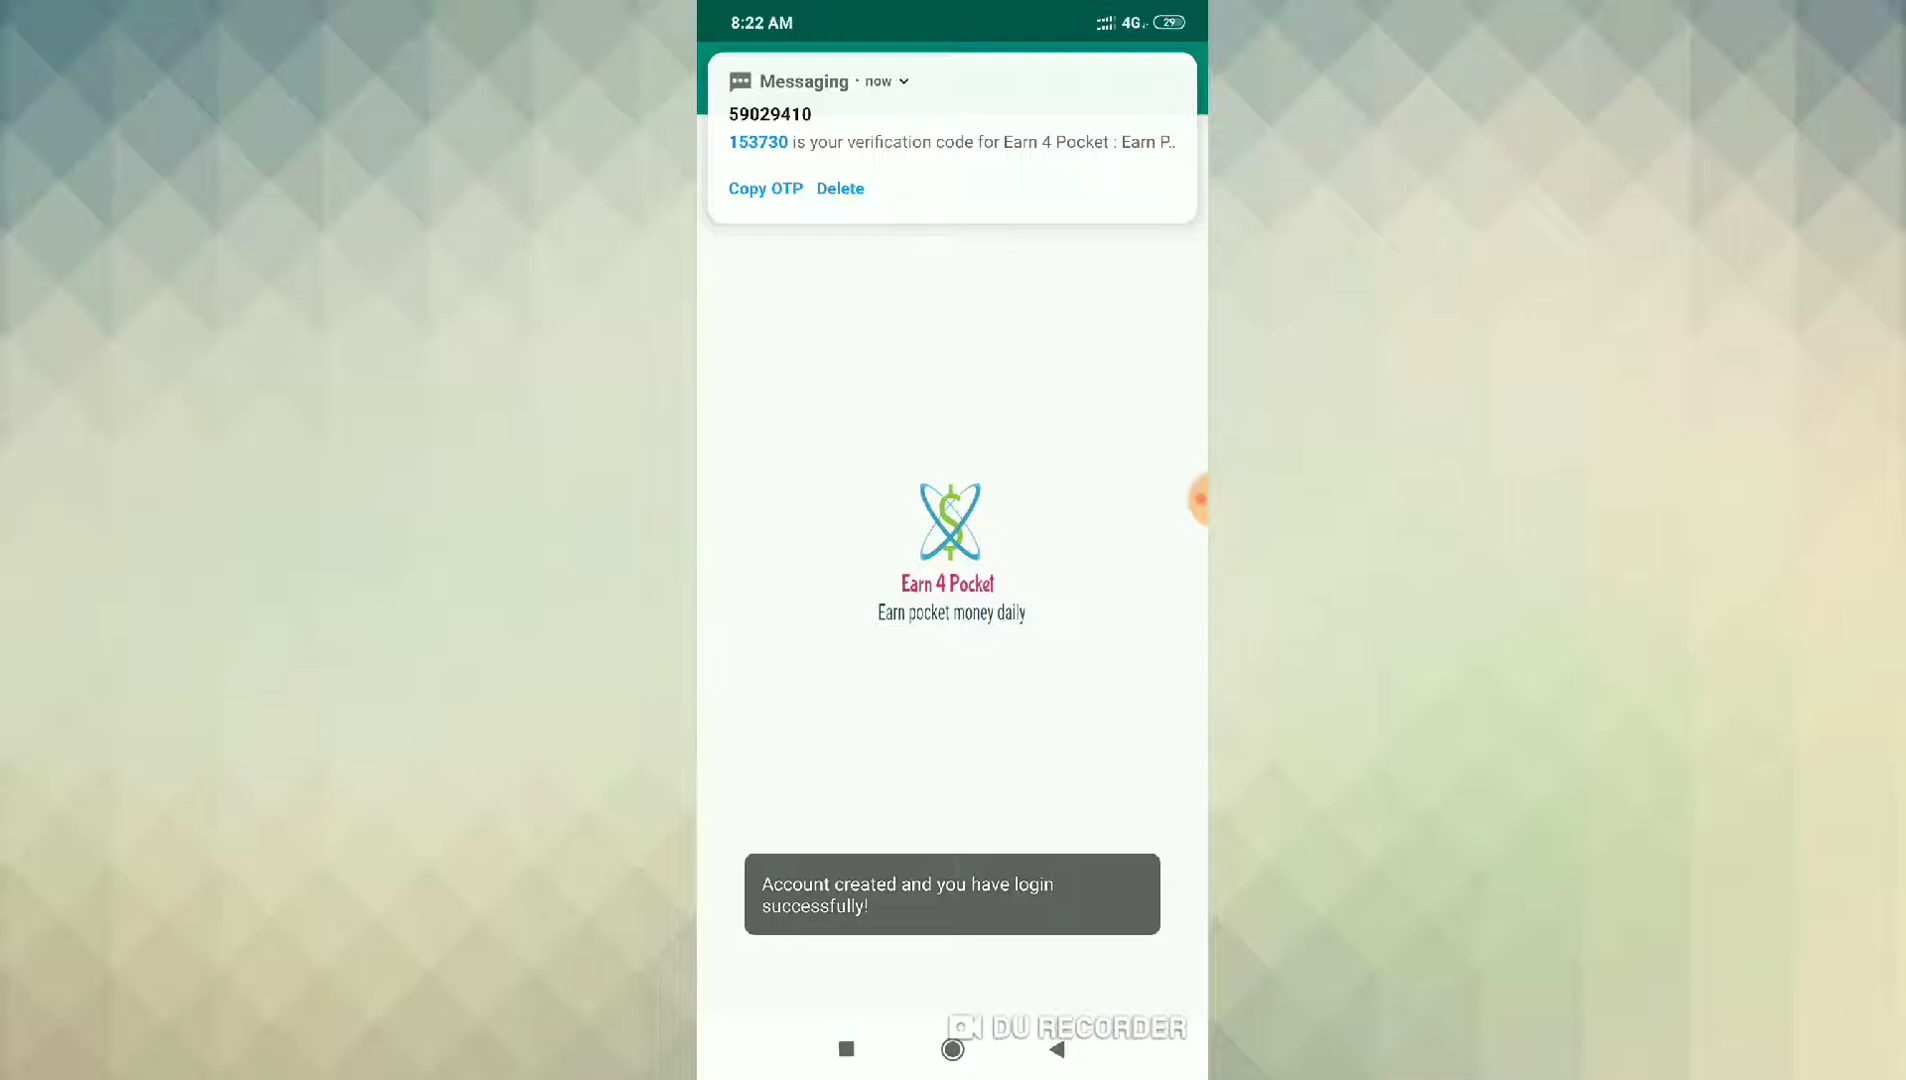 8:22 AM
4G
29
Messaging · now
59029410
153730 is your verification code for Earn 4 Pocket : Earn P..
Copy OTP Delete
Earn 4 Pocket
Earn pocket money daily
Account created and you have login
successfully!
DU RECORDER